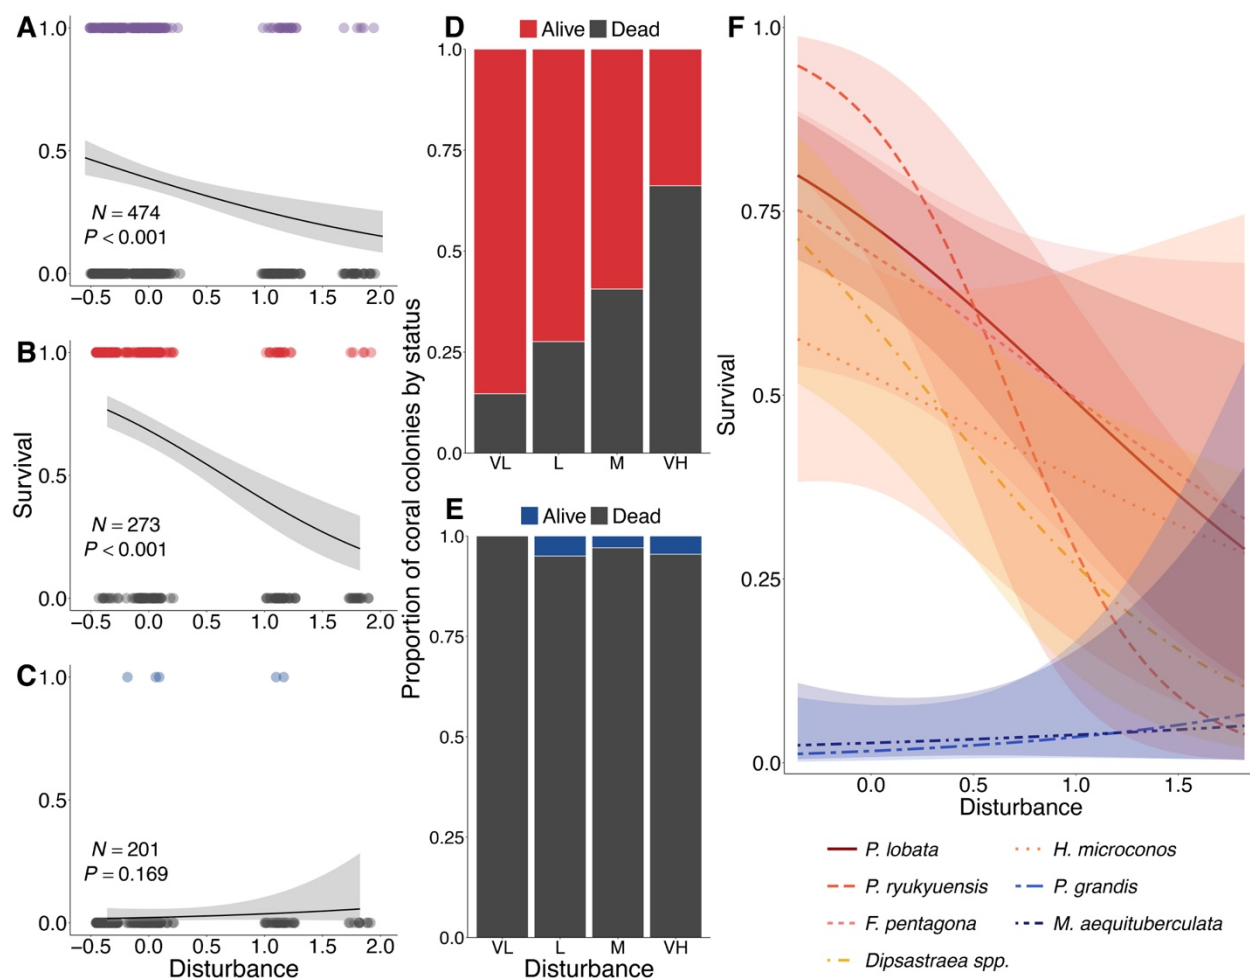 A
1.0
0.5
0.0
N = 474
P < 0.001
−0.5 0.0 0.5 1.0 1.5 2.0
B
1.0
0.5
0.0
N = 273
P < 0.001
−0.5 0.0 0.5 1.0 1.5 2.0
Survival
C
1.0
0.5
0.0
N = 201
P = 0.169
−0.5 0.0 0.5 1.0 1.5 2.0
Disturbance
Proportion of coral colonies by status
D
Alive Dead
1.0
0.75
0.5
0.25
0.0
VL L M VH
E
Alive Dead
1.0
0.75
0.5
0.25
0.0
VL L M VH
Disturbance
F
1.0
0.75
0.5
0.25
0.0
Survival
0.0 0.5 1.0 1.5
Disturbance
P. lobata
P. ryukyuensis
F. pentagona
Dipsastraea spp.
H. microconos
P. grandis
M. aequituberculata